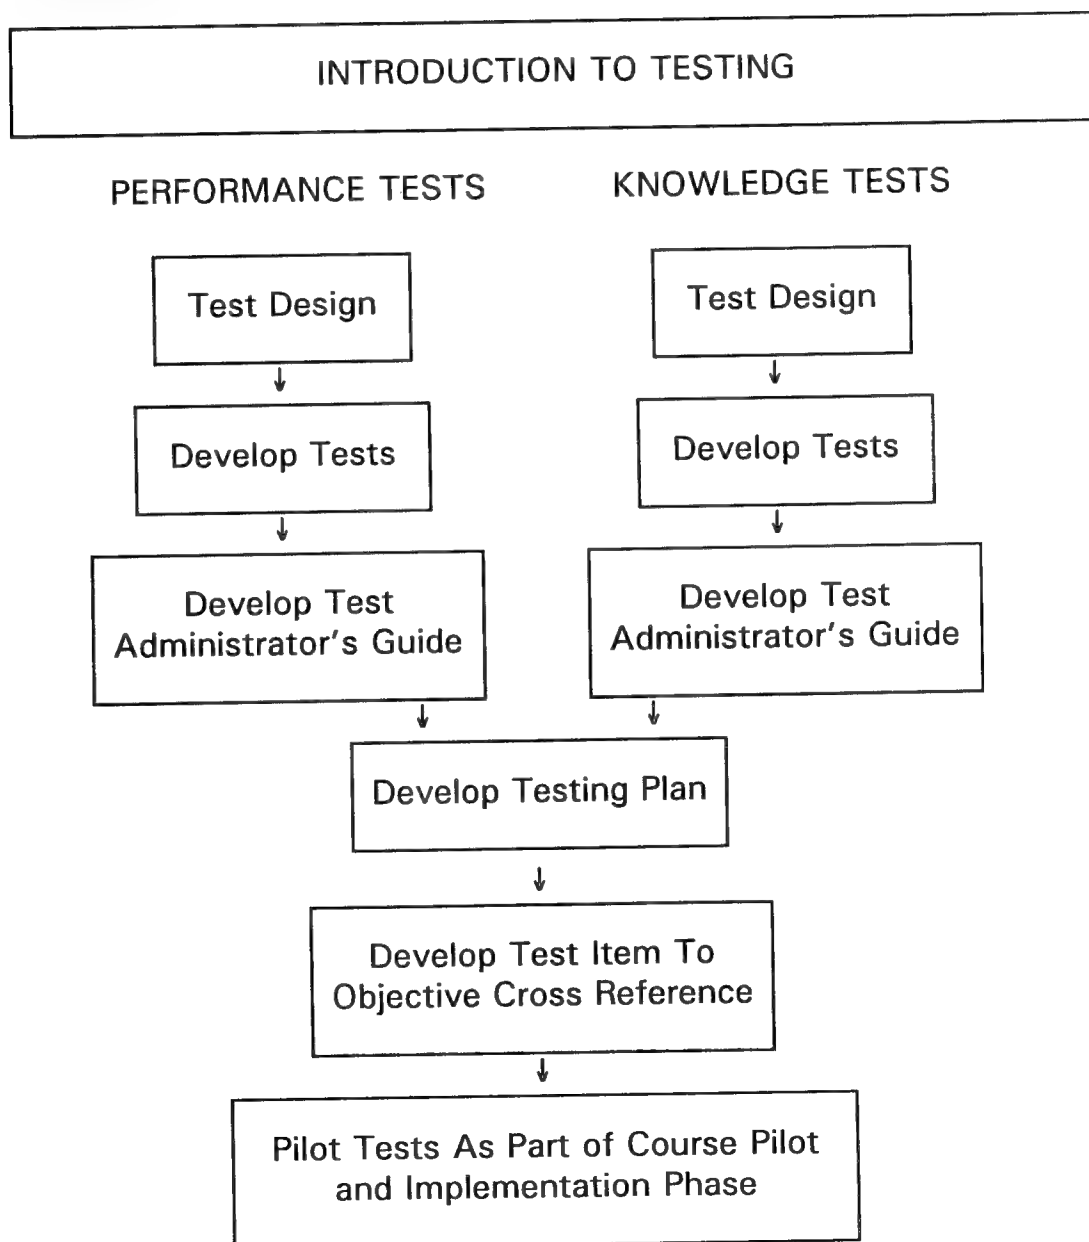 INTRODUCTION TO TESTING
PERFORMANCE TESTS
KNOWLEDGE TESTS
Test Design
Test Design
Develop Tests
Develop Tests
Develop Test
Administrator's Guide
Develop Test
Administrator's Guide
Develop Testing Plan
Develop Test Item To
Objective Cross Reference
Pilot Tests As Part of Course Pilot
and Implementation Phase